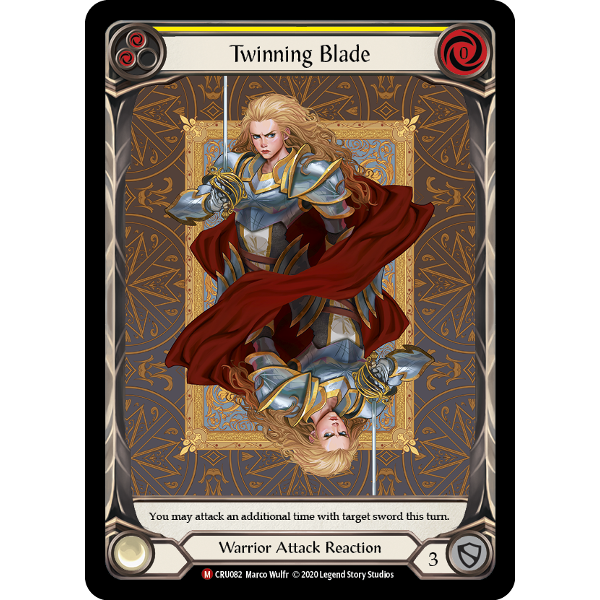 Twinning Blade
0
You may attack an additional time with target sword this turn.
Warrior Attack Reaction
3
M CRU082 Marco Wulfr © 2020 Legend Story Studios